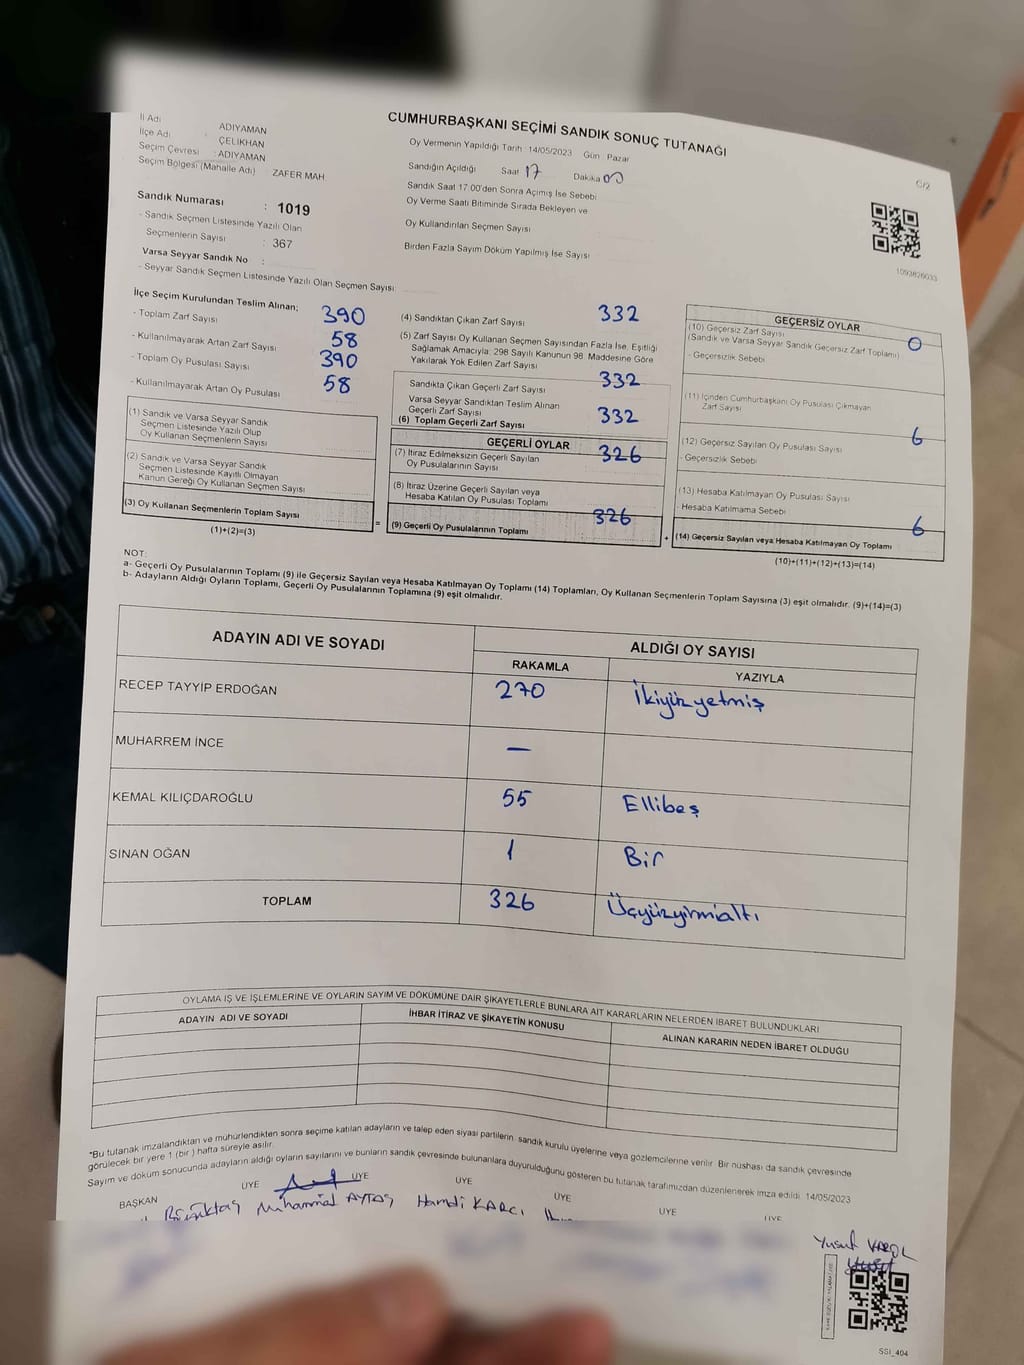 CUMHURBAŞKANI SEÇİMİ SANDIK SONUÇ TUTANAĞI
İl Adı : ADIYAMAN
İlçe Adı : ÇELİKHAN
Seçim Çevresi : ADIYAMAN
Seçim Bölgesi (Mahalle Adı) : ZAFER MAH
Sandık Numarası : 1019
- Sandık Seçmen Listesinde Yazılı Olan
Seçmenlerin Sayısı : 367
Varsa Seyyar Sandık No :
- Seyyar Sandık Seçmen Listesinde Yazılı Olan Seçmen Sayısı:
Oy Vermenin Yapıldığı Tarih : 14/05/2023 Gün Pazar
Sandığın Açıldığı Saat 17 Dakika 00
Sandık Saat 17.00'den Sonra Açımış İse Sebebi
Oy Verme Saati Bitiminde Sırada Bekleyen ve
Oy Kullandırılan Seçmen Sayısı
Birden Fazla Sayım Döküm Yapılmış İse Sayısı
C/2
1093826033
İlçe Seçim Kurulundan Teslim Alınan;
- Toplam Zarf Sayısı 390
- Kullanılmayarak Artan Zarf Sayısı 58
- Toplam Oy Pusulası Sayısı 390
- Kullanılmayarak Artan Oy Pusulası 58
(1) Sandık ve Varsa Seyyar Sandık
Seçmen Listesinde Yazılı Olup
Oy Kullanan Seçmenlerin Sayısı
(2) Sandık ve Varsa Seyyar Sandık
Seçmen Listesinde Kayıtlı Olmayan
Kanun Gereği Oy Kullanan Seçmen Sayısı
(3) Oy Kullanan Seçmenlerin Toplam Sayısı
(1)+(2)=(3)
=
(4) Sandıktan Çıkan Zarf Sayısı 332
(5) Zarf Sayısı Oy Kullanan Seçmen Sayısından Fazla İse, Eşitliği
Sağlamak Amacıyla; 298 Sayılı Kanunun 98. Maddesine Göre
Yakılarak Yok Edilen Zarf Sayısı
Sandıkta Çıkan Geçerli Zarf Sayısı 332
Varsa Seyyar Sandıktan Teslim Alınan
Geçerli Zarf Sayısı
(6) Toplam Geçerli Zarf Sayısı 332
GEÇERLİ OYLAR
(7) İtiraz Edilmeksizin Geçerli Sayılan
Oy Pusulalarının Sayısı 326
(8) İtiraz Üzerine Geçerli Sayılan veya
Hesaba Katılan Oy Pusulası Toplamı
(9) Geçerli Oy Pusulalarının Toplamı 326
+
GEÇERSİZ OYLAR
(10) Geçersiz Zarf Sayısı 0
(Sandık ve Varsa Seyyar Sandık Geçersiz Zarf Toplamı)
- Geçersizlik Sebebi
(11) İçinden Cumhurbaşkanı Oy Pusulası Çıkmayan
Zarf Sayısı
(12) Geçersiz Sayılan Oy Pusulası Sayısı 6
- Geçersizlik Sebebi
(13) Hesaba Katılmayan Oy Pusulası Sayısı
- Hesaba Katılmama Sebebi
(14) Geçersiz Sayılan veya Hesaba Katılmayan Oy Toplamı 6
(10)+(11)+(12)+(13)=(14)
NOT:
a- Geçerli Oy Pusulalarının Toplamı (9) ile Geçersiz Sayılan veya Hesaba Katılmayan Oy Toplamı (14) Toplamları, Oy Kullanan Seçmenlerin Toplam Sayısına (3) eşit olmalıdır. (9)+(14)=(3)
b- Adayların Aldığı Oyların Toplamı, Geçerli Oy Pusulalarının Toplamına (9) eşit olmalıdır.
ADAYIN ADI VE SOYADI ALDIĞI OY SAYISI
RAKAMLA YAZIYLA
RECEP TAYYİP ERDOĞAN 270 İkiyüzyetmiş
MUHARREM İNCE —
KEMAL KILIÇDAROĞLU 55 Ellibeş
SİNAN OĞAN 1 Bir
TOPLAM 326 Üçyüzyirmialtı
OYLAMA İŞ VE İŞLEMLERİNE VE OYLARIN SAYIM VE DÖKÜMÜNE DAİR ŞİKAYETLERLE BUNLARA AİT KARARLARIN NELERDEN İBARET BULUNDUKLARI
ADAYIN ADI VE SOYADI İHBAR İTİRAZ VE ŞİKAYETİN KONUSU ALINAN KARARIN NEDEN İBARET OLDUĞU
*Bu tutanak imzalandıktan ve mühürlendikten sonra seçime katılan adayların ve talep eden siyasi partilerin, sandık kurulu üyelerine veya gözlemcilerine verilir. Bir nüshası da sandık çevresinde
görülecek bir yere 1 (bir ) hafta süreyle asılır.
Sayım ve döküm sonucunda adayların aldığı oyların sayılarını ve bunların sandık çevresinde bulunanlara duyurulduğunu gösteren bu tutanak tarafımızdan düzenlenerek imza edildi. 14/05/2023
BAŞKAN ÜYE ÜYE ÜYE ÜYE ÜYE ÜYE
Muhammed AYTAŞ Hamdi KARCI
Yusuf VAROL
SSİ_404